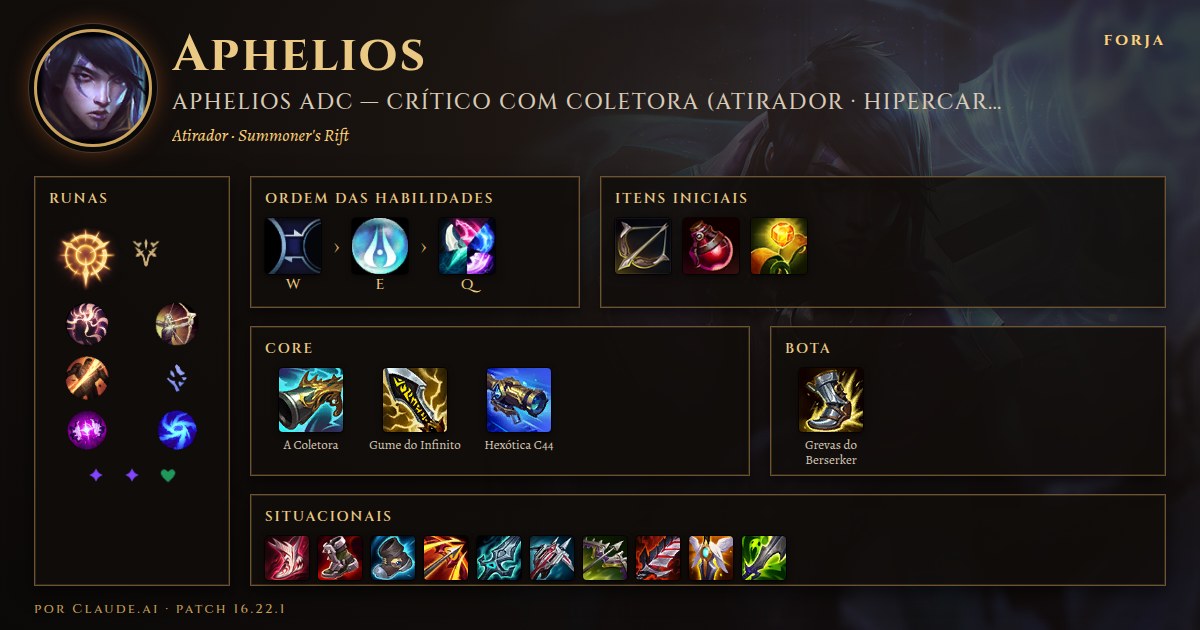 APHELIOS
FORJA
APHELIOS ADC — CRÍTICO COM COLETORA (ATIRADOR · HIPERCAR...
Atirador · Summoner's Rift
RUNAS
ORDEM DAS HABILIDADES
W › E › Q
ITENS INICIAIS
CORE
A Coletora
Gume do Infinito
Hexótica C44
BOTA
Grevas do
Berserker
SITUACIONAIS
POR CLAUDE.AI · PATCH 16.22.1